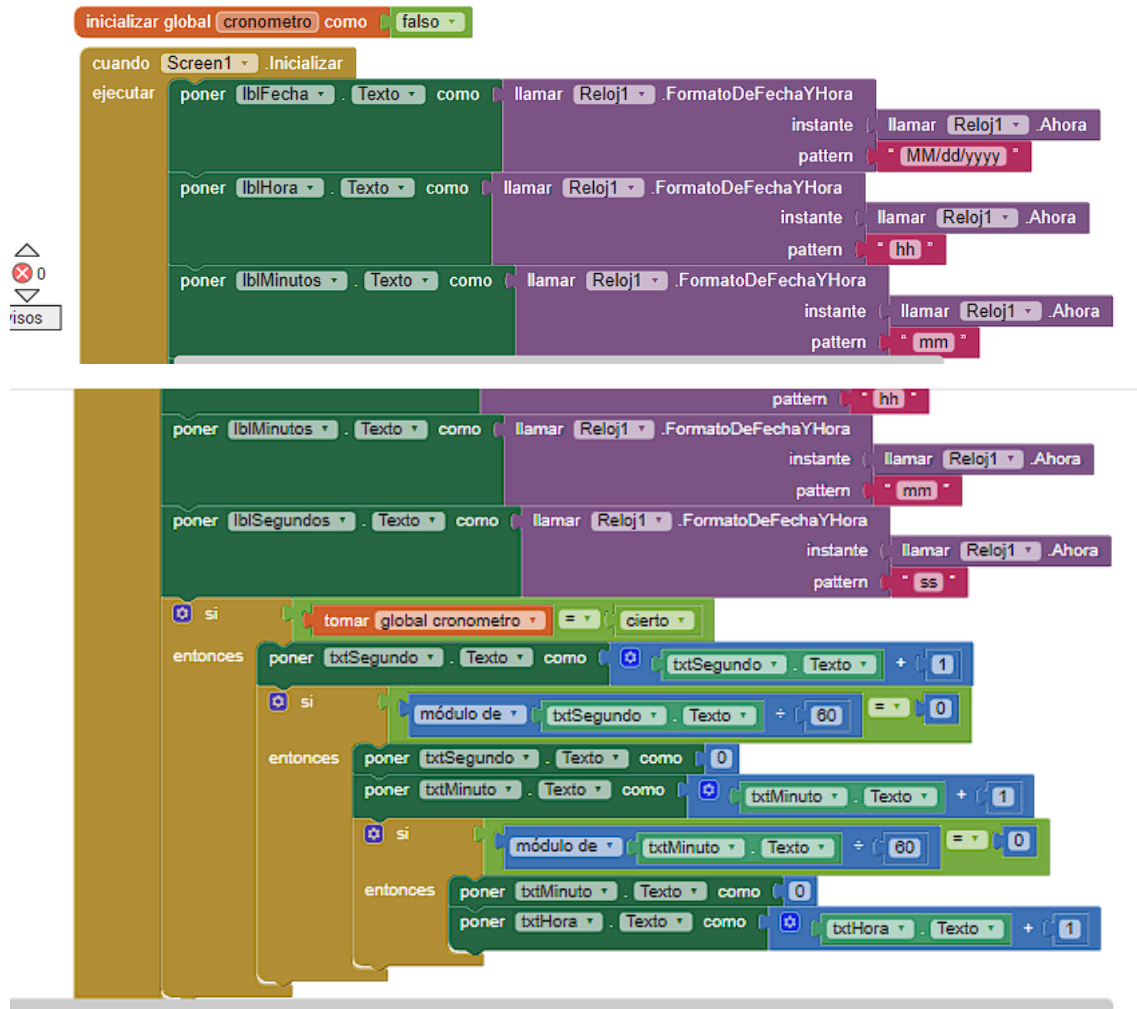 inicializar global cronometro como falso
cuando Screen1 .Inicializar
ejecutar poner lblFecha . Texto como llamar Reloj1 .FormatoDeFechaYHora
instante llamar Reloj1 .Ahora
pattern " MM/dd/yyyy "
poner lblHora . Texto como llamar Reloj1 .FormatoDeFechaYHora
instante llamar Reloj1 .Ahora
pattern " hh "
0
poner lblMinutos . Texto como llamar Reloj1 .FormatoDeFechaYHora
instante llamar Reloj1 .Ahora
visos
pattern " mm "
pattern " hh "
poner lblMinutos . Texto como llamar Reloj1 .FormatoDeFechaYHora
instante llamar Reloj1 .Ahora
pattern " mm "
poner lblSegundos . Texto como llamar Reloj1 .FormatoDeFechaYHora
instante llamar Reloj1 .Ahora
pattern " ss "
si tomar global cronometro = cierto
entonces poner txtSegundo . Texto como txtSegundo . Texto + 1
si módulo de txtSegundo . Texto ÷ 60 = 0
entonces poner txtSegundo . Texto como 0
poner txtMinuto . Texto como txtMinuto . Texto + 1
si módulo de txtMinuto . Texto ÷ 60 = 0
entonces poner txtMinuto . Texto como 0
poner txtHora . Texto como txtHora . Texto + 1